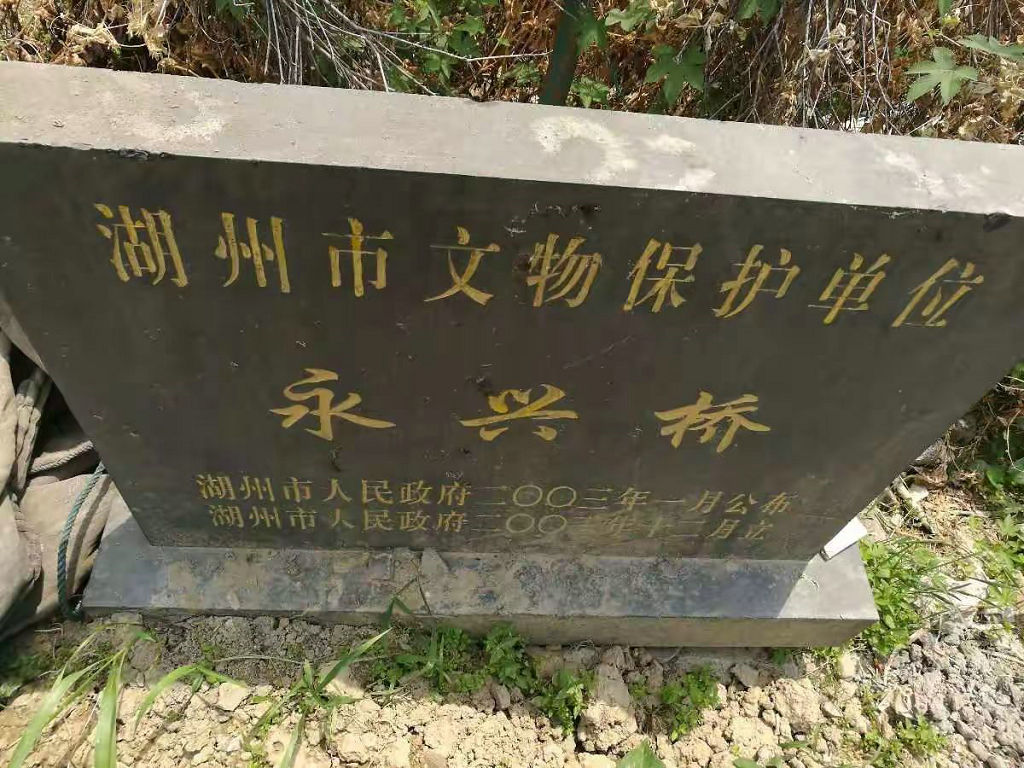 湖州市文物保护单位
永兴桥
湖州市人民政府二〇〇三年一月公布
湖州市人民政府二〇〇三年十二月立